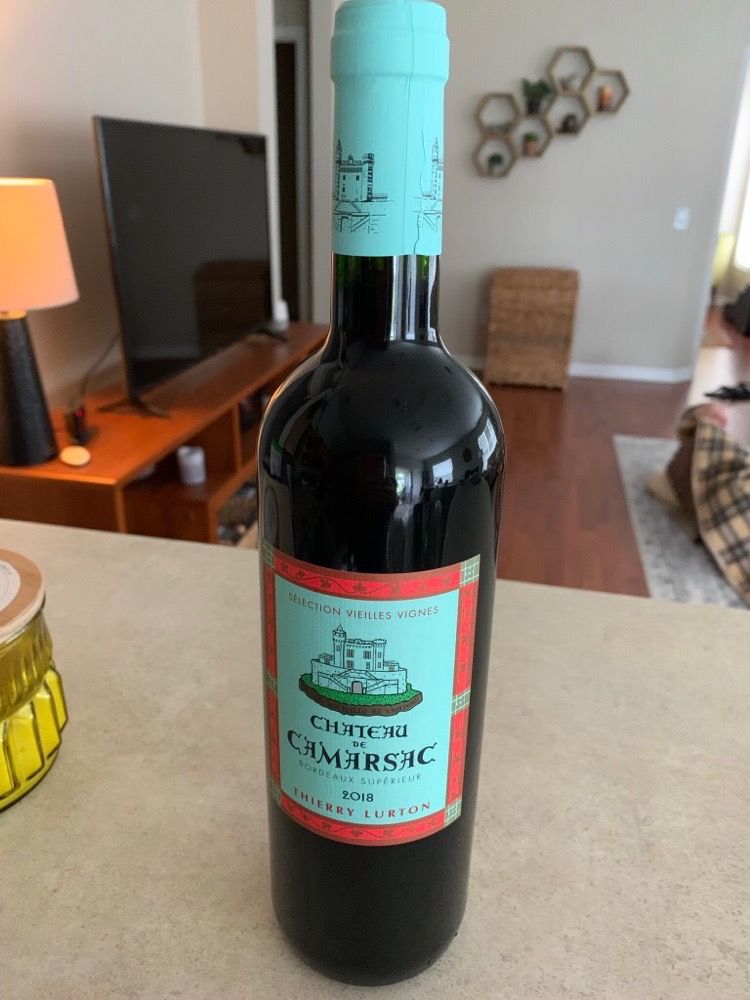 SÉLECTION VIEILLES VIGNES
CHATEAU
DE
CAMARSAC
BORDEAUX SUPÉRIEUR
2018
THIERRY LURTON